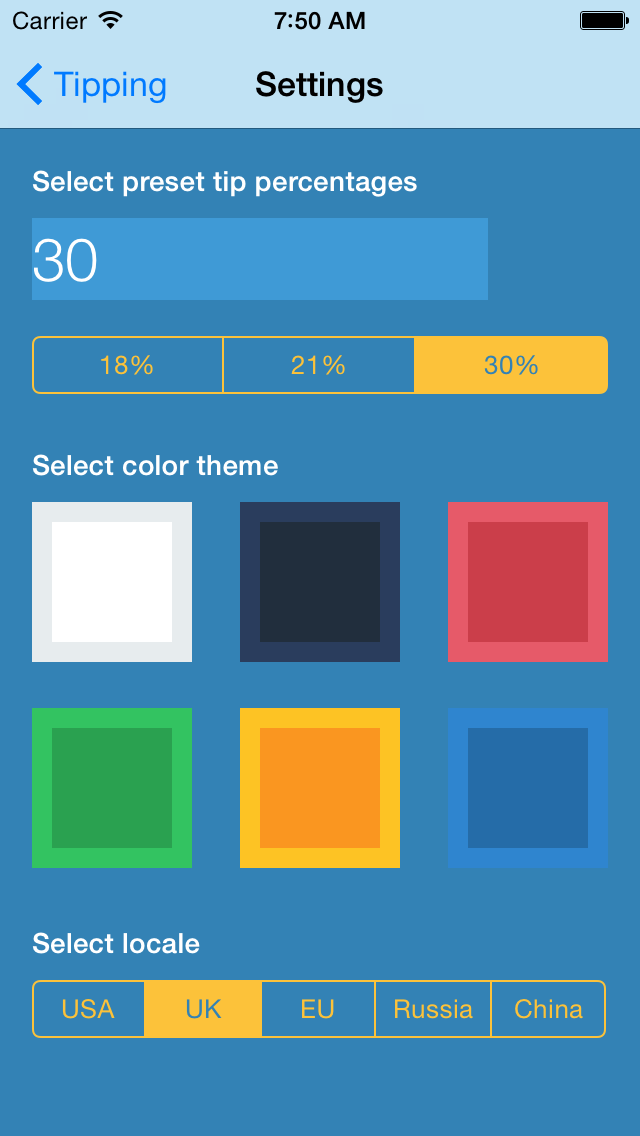 Carrier 7:50 AM
Tipping Settings
Select preset tip percentages
30
18% 21% 30%
Select color theme
Select locale
USA UK EU Russia China